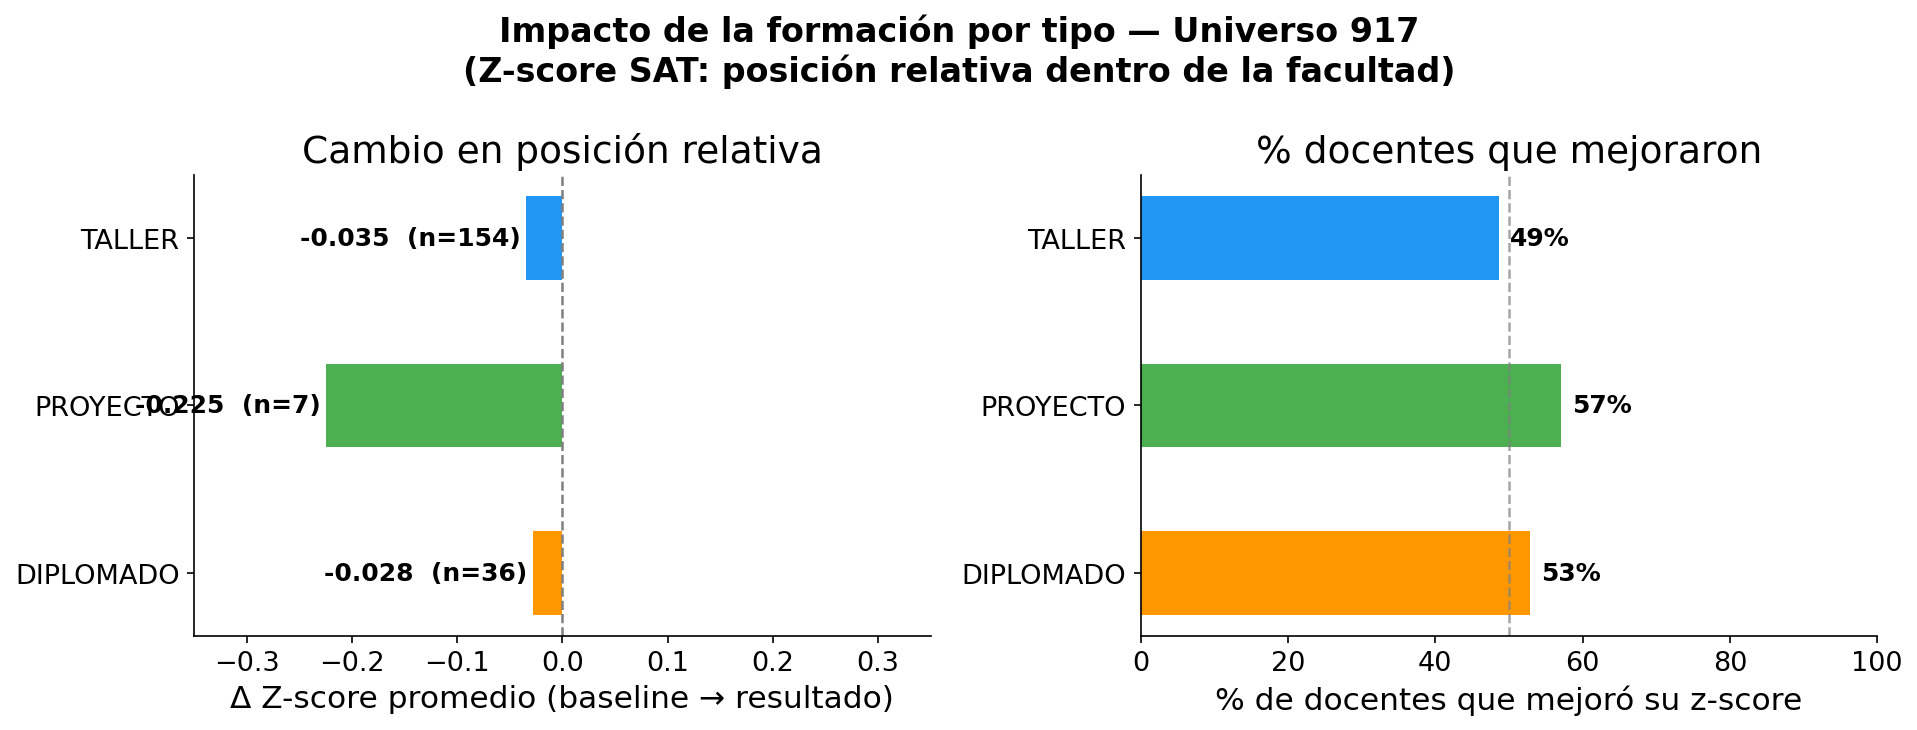 Impacto de la formación por tipo — Universo 917
(Z-score SAT: posición relativa dentro de la facultad)
Cambio en posición relativa
TALLER
-0.035 (n=154)
PROYECTO
-0.225 (n=7)
DIPLOMADO
-0.028 (n=36)
−0.3 −0.2 −0.1 0.0 0.1 0.2 0.3
Δ Z-score promedio (baseline → resultado)
% docentes que mejoraron
TALLER
49%
PROYECTO
57%
DIPLOMADO
53%
0 20 40 60 80 100
% de docentes que mejoró su z-score